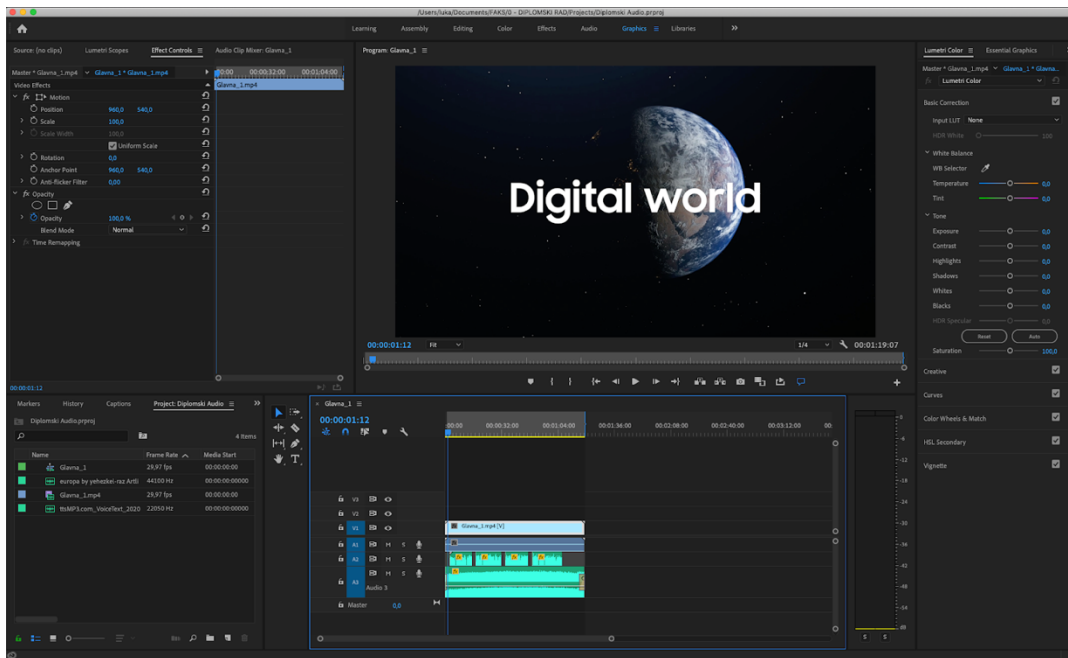 /Users/luka/Documents/FAKS/0 - DIPLOMSKI RAD/Projects/Diplomski Audio.prproj
Learning Assembly Editing Color Effects Audio Graphics Libraries
Source: (no clips) Lumetri Scopes Effect Controls Audio Clip Mixer: Glavna_1
Master * Glavna_1.mp4 Glavna_1 * Glavna_1.mp4
00:00 00:00:32:00 00:01:04:00
Video Effects
Glavna_1.mp4
fx Motion
Position 960,0 540,0
Scale 100,0
Scale Width 100,0
Uniform Scale
Rotation 0,0
Anchor Point 960,0 540,0
Anti-flicker Filter 0,00
fx Opacity
Opacity 100,0 %
Blend Mode Normal
Time Remapping
00:00:01:12
Program: Glavna_1
Digital world
00:00:01:12 Fit 1/4 00:01:19:07
Lumetri Color Essential Graphics
Master * Glavna_1.mp4 Glavna_1 * Glavna...
fx Lumetri Color
Basic Correction
Input LUT None
HDR White 100
White Balance
WB Selector
Temperature 0,0
Tint 0,0
Tone
Exposure 0,0
Contrast 0,0
Highlights 0,0
Shadows 0,0
Whites 0,0
Blacks 0,0
HDR Specular 0,0
Reset Auto
Saturation 100,0
Creative
Curves
Color Wheels & Match
HSL Secondary
Vignette
Markers History Captions Project: Diplomski Audio
Diplomski Audio.prproj
4 Items
Name Frame Rate Media Start
Glavna_1 29,97 fps 00:00:00:00
europa by yehezkel-raz Artli 44100 Hz 00:00:00:00000
Glavna_1.mp4 29,97 fps 00:00:00:00
ttsMP3.com_VoiceText_2020 22050 Hz 00:00:00:00000
Glavna_1
00:00:01:12
00:00 00:00:32:00 00:01:04:00 00:01:36:00 00:02:08:00 00:02:40:00 00:03:12:00 00:
V3
V2
V1 Glavna_1.mp4 [V]
A1 M S
A2 M S
A3 M S
Audio 3
Master 0,0
0
-6
-12
-18
-24
-30
-36
-42
-48
-54
dB
S S